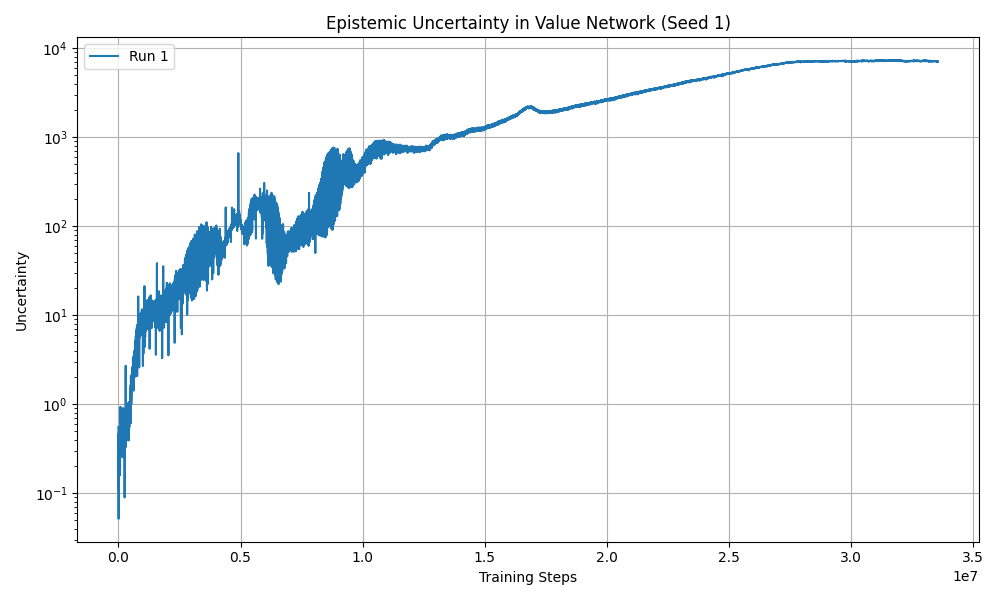 Epistemic Uncertainty in Value Network (Seed 1)
Run 1
Uncertainty
10^4
10^3
10^2
10^1
10^0
10^-1
0.0 0.5 1.0 1.5 2.0 2.5 3.0 3.5
1e7
Training Steps